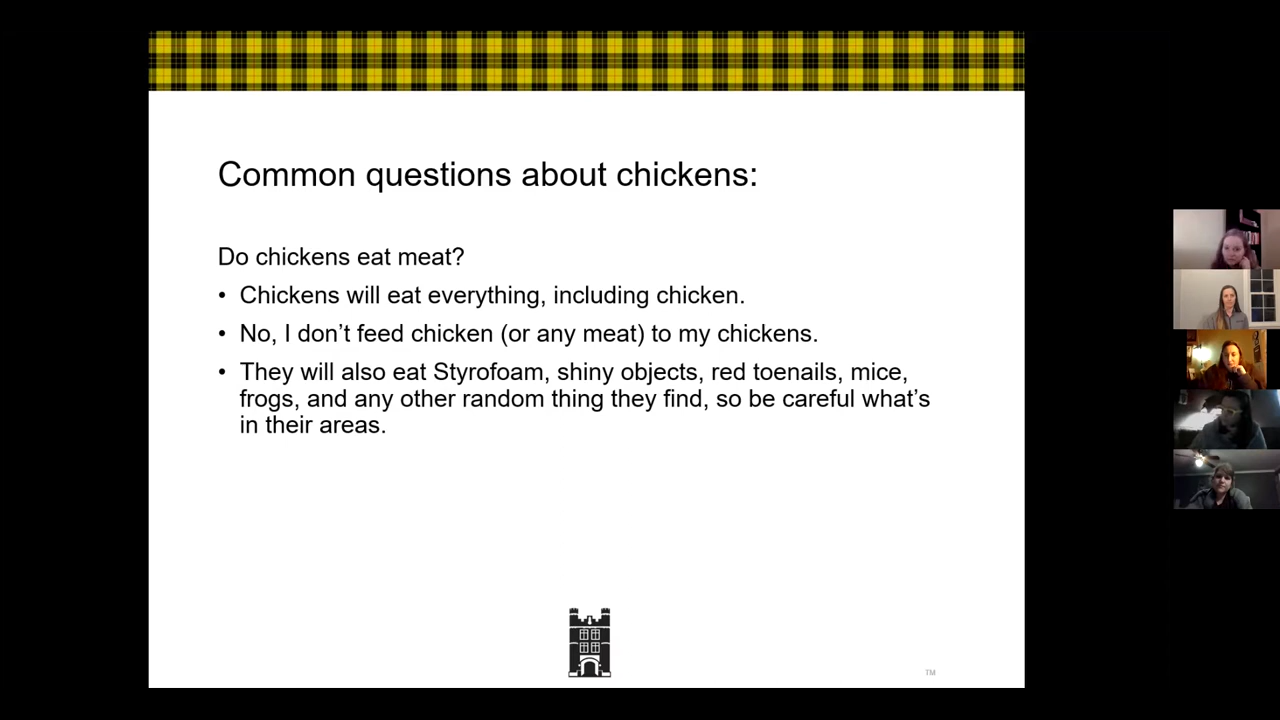 Common questions about chickens:
Do chickens eat meat?
• Chickens will eat everything, including chicken.
• No, I don’t feed chicken (or any meat) to my chickens.
• They will also eat Styrofoam, shiny objects, red toenails, mice,
frogs, and any other random thing they find, so be careful what’s
in their areas.
TM